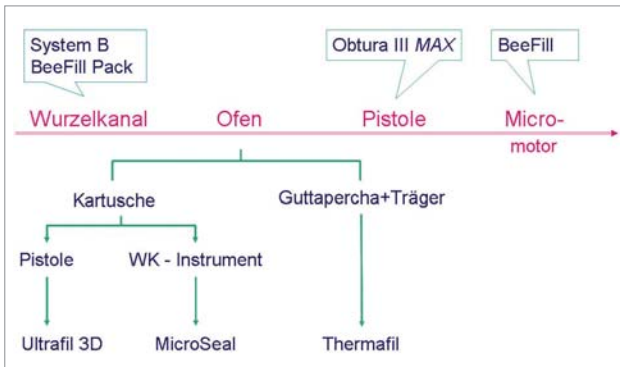 System B
BeeFill Pack
Obtura III MAX
BeeFill
Wurzelkanal
Ofen
Pistole
Micro-
motor
Kartusche
Guttapercha+Träger
Pistole
WK - Instrument
Ultrafil 3D
MicroSeal
Thermafil